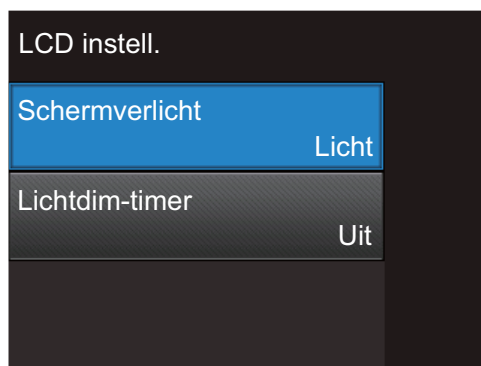 LCD instell.
Schermverlicht
Licht
Lichtdim-timer
Uit